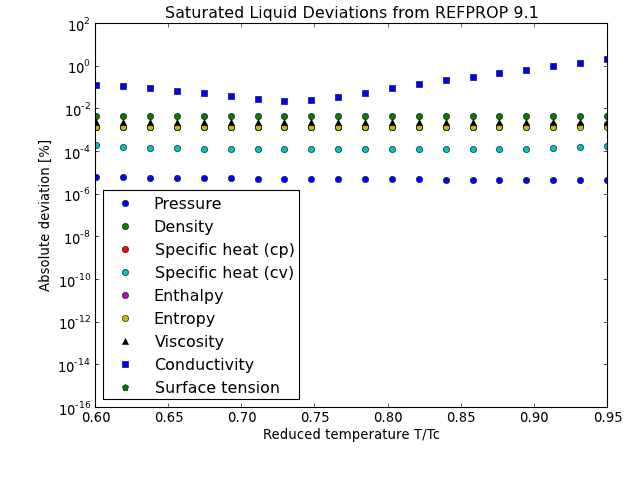 Saturated Liquid Deviations from REFPROP 9.1
Absolute deviation [%]
10^2
10^0
10^-2
10^-4
10^-6
10^-8
10^-10
10^-12
10^-14
10^-16
Pressure
Density
Specific heat (cp)
Specific heat (cv)
Enthalpy
Entropy
Viscosity
Conductivity
Surface tension
0.60 0.65 0.70 0.75 0.80 0.85 0.90 0.95
Reduced temperature T/Tc